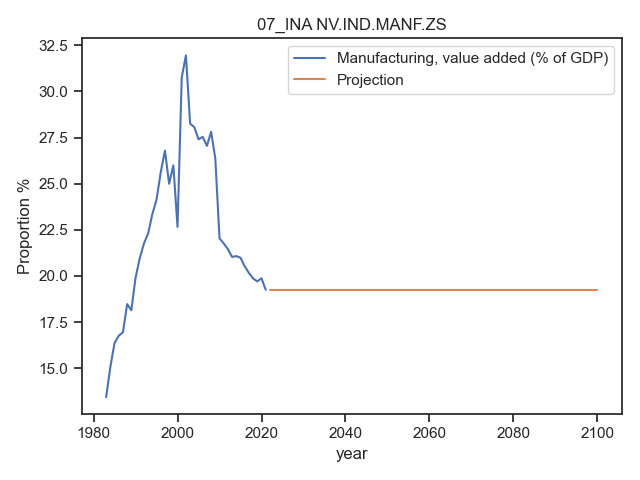 07_INA NV.IND.MANF.ZS
Manufacturing, value added (% of GDP)
Projection
Proportion %
32.5
30.0
27.5
25.0
22.5
20.0
17.5
15.0
1980 2000 2020 2040 2060 2080 2100
year